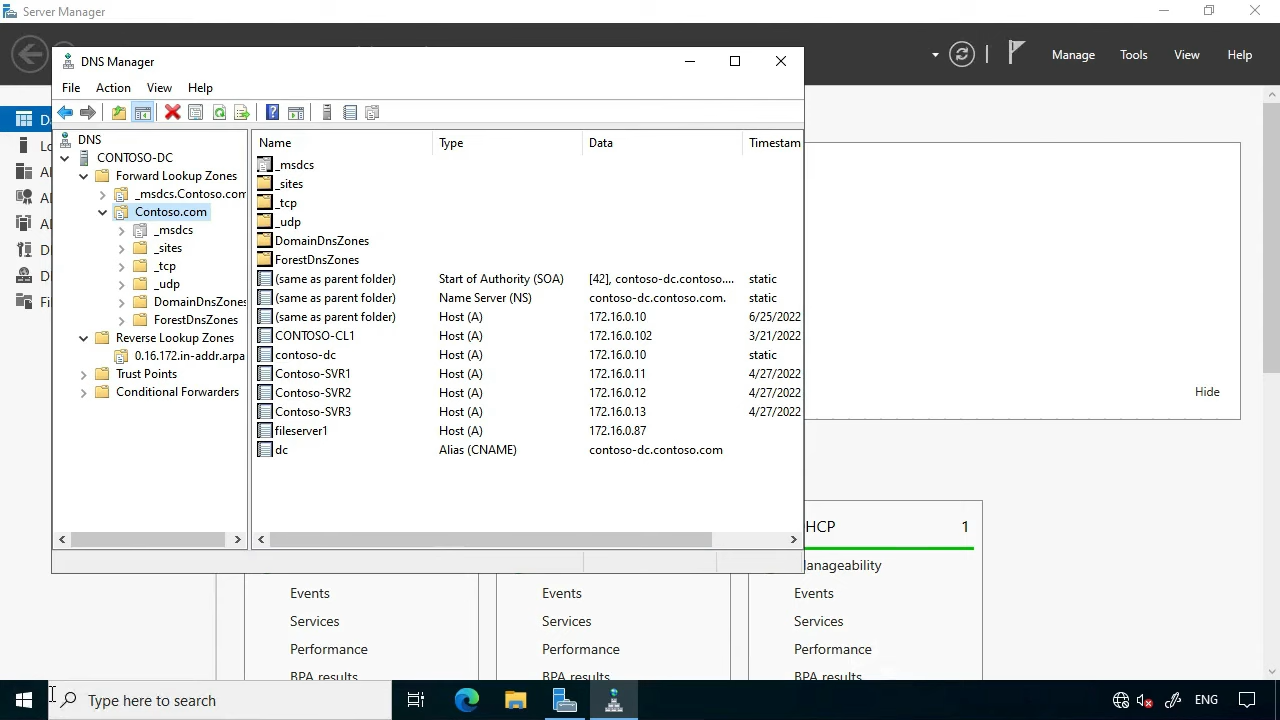 Server Manager
Manage
Tools
View
Help
DNS Manager
File
Action
View
Help
DNS
CONTOSO-DC
Forward Lookup Zones
_msdcs.Contoso.com
Contoso.com
_msdcs
_sites
_tcp
_udp
DomainDnsZones
ForestDnsZones
Reverse Lookup Zones
0.16.172.in-addr.arpa
Trust Points
Conditional Forwarders
Name Type Data Timestam
_msdcs
_sites
_tcp
_udp
DomainDnsZones
ForestDnsZones
(same as parent folder) Start of Authority (SOA) [42], contoso-dc.contoso.... static
(same as parent folder) Name Server (NS) contoso-dc.contoso.com. static
(same as parent folder) Host (A) 172.16.0.10 6/25/2022
CONTOSO-CL1 Host (A) 172.16.0.102 3/21/2022
contoso-dc Host (A) 172.16.0.10 static
Contoso-SVR1 Host (A) 172.16.0.11 4/27/2022
Contoso-SVR2 Host (A) 172.16.0.12 4/27/2022
Contoso-SVR3 Host (A) 172.16.0.13 4/27/2022
fileserver1 Host (A) 172.16.0.87
dc Alias (CNAME) contoso-dc.contoso.com
Hide
HCP 1
anageability
Events Events Events
Services Services Services
Performance Performance Performance
BPA results BPA results BPA results
Type here to search
ENG